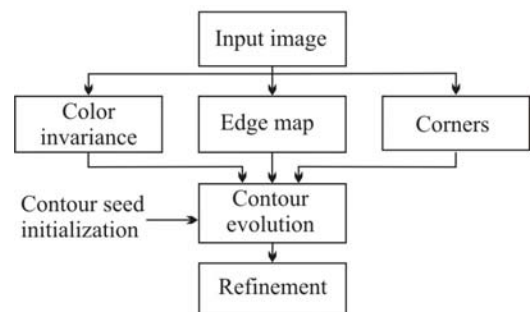 Input image
Color
invariance
Edge map
Corners
Contour seed
initialization
Contour
evolution
Refinement